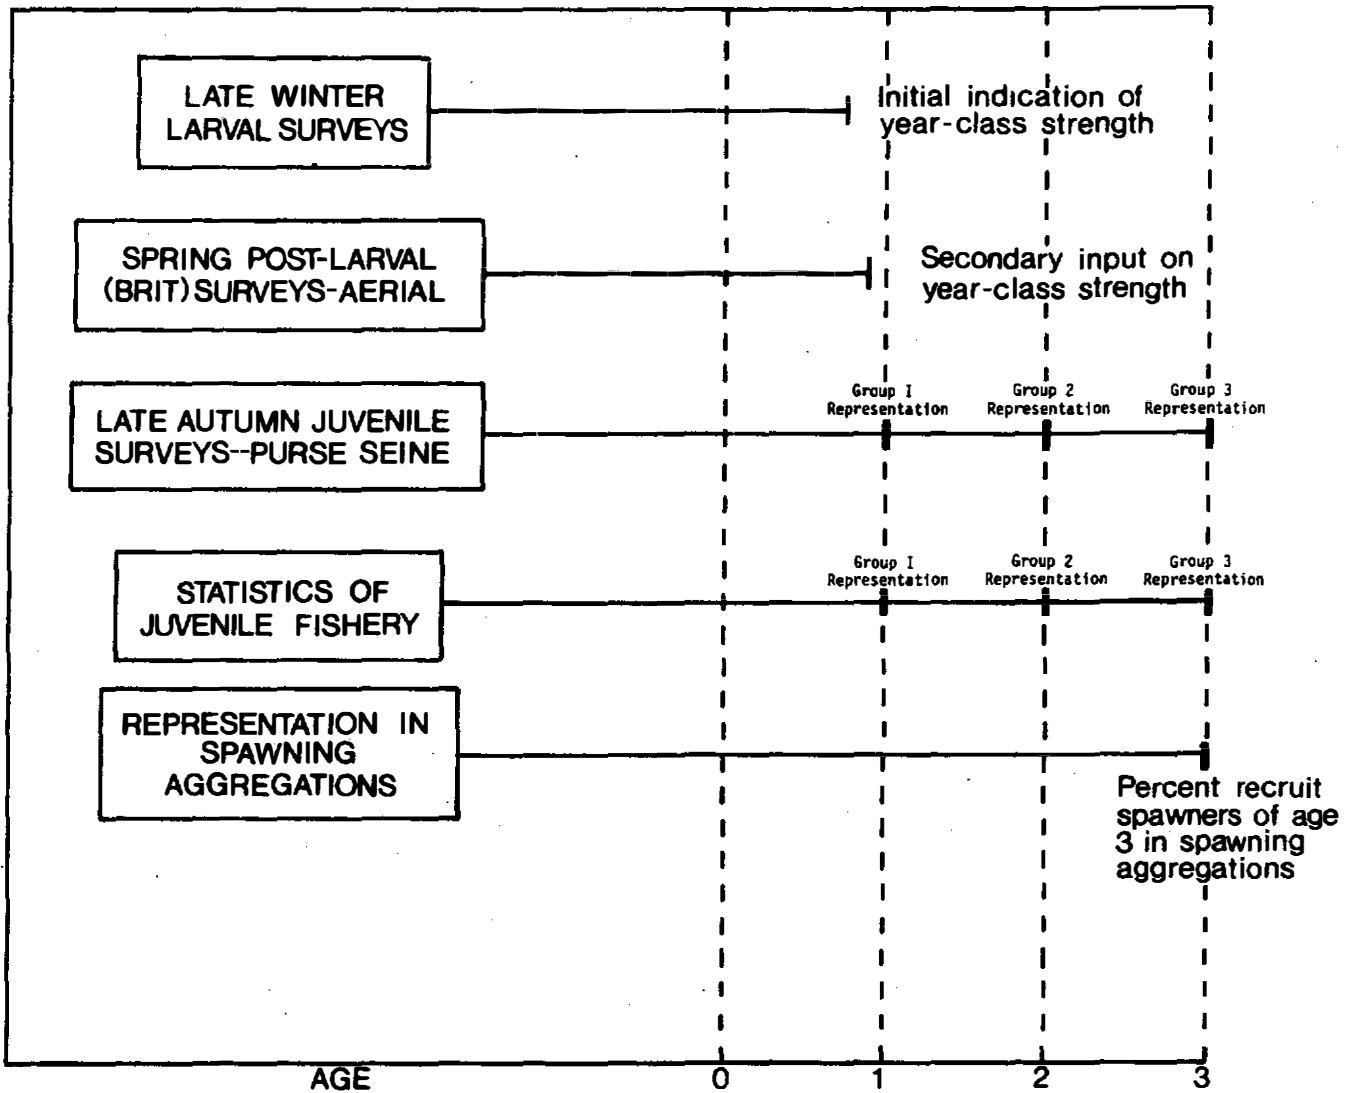 LATE WINTER
LARVAL SURVEYS
Initial indication of
year-class strength
SPRING POST-LARVAL
(BRIT) SURVEYS-AERIAL
Secondary input on
year-class strength
LATE AUTUMN JUVENILE
SURVEYS--PURSE SEINE
Group I
Representation
Group 2
Representation
Group 3
Representation
STATISTICS OF
JUVENILE FISHERY
Group I
Representation
Group 2
Representation
Group 3
Representation
REPRESENTATION IN
SPAWNING
AGGREGATIONS
Percent recruit
spawners of age
3 in spawning
aggregations
AGE 0 1 2 3